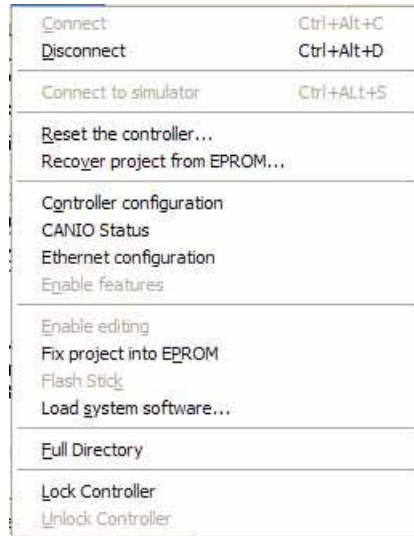 Connect Ctrl+Alt+C
Disconnect Ctrl+Alt+D
Connect to simulator Ctrl+ALt+S
Reset the controller...
Recover project from EPROM...
Controller configuration
CANIO Status
Ethernet configuration
Enable features
Enable editing
Fix project into EPROM
Flash Stick
Load system software...
Full Directory
Lock Controller
Unlock Controller